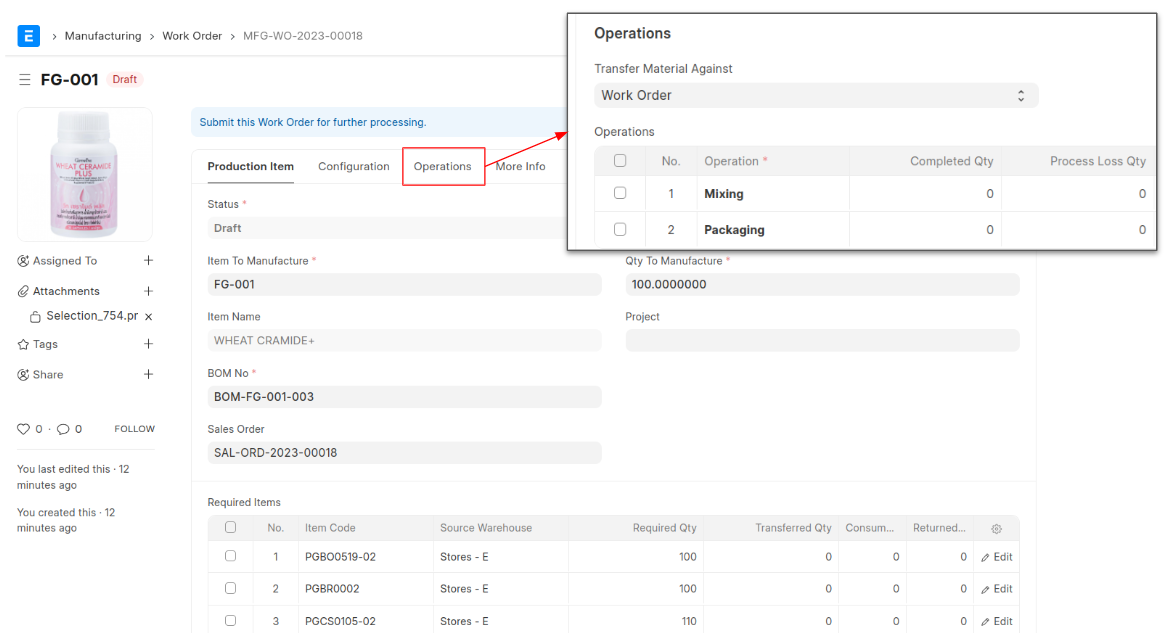 E
Manufacturing
Work Order
MFG-WO-2023-00018
FG-001
Draft
WHEAT CERAMIDE
PLUS
Assigned To
Attachments
Selection_754.pr
Tags
Share
0 · 0 FOLLOW
You last edited this · 12
minutes ago
You created this · 12
minutes ago
Submit this Work Order for further processing.
Production Item
Configuration
Operations
More Info
Status *
Draft
Item To Manufacture *
FG-001
Qty To Manufacture *
100.0000000
Item Name
WHEAT CRAMIDE+
Project
BOM No *
BOM-FG-001-003
Sales Order
SAL-ORD-2023-00018
Required Items
No. Item Code Source Warehouse Required Qty Transferred Qty Consum... Returned...
1 PGBO0519-02 Stores - E 100 0 0 0 Edit
2 PGBR0002 Stores - E 100 0 0 0 Edit
3 PGCS0105-02 Stores - E 110 0 0 0 Edit
Operations
Transfer Material Against
Work Order
Operations
No. Operation * Completed Qty Process Loss Qty
1 Mixing 0 0
2 Packaging 0 0